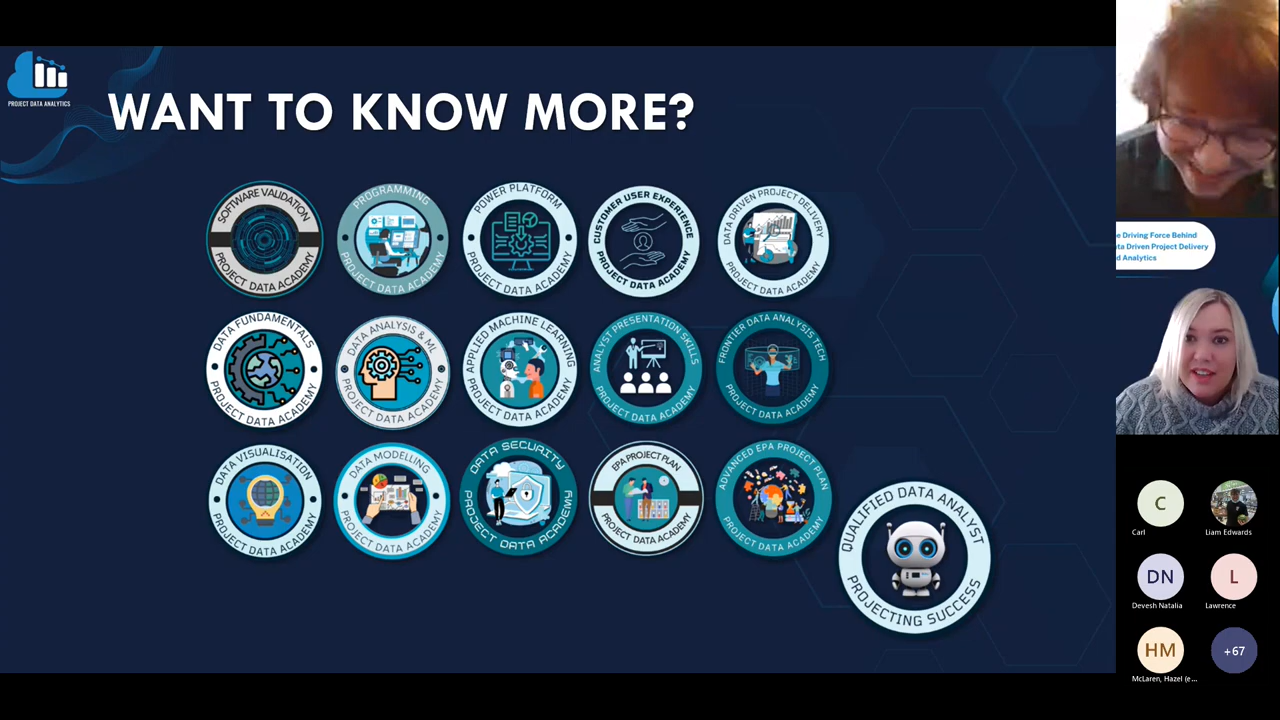 PROJECT DATA ANALYTICS
WANT TO KNOW MORE?
SOFTWARE VALIDATION
PROJECT DATA ACADEMY
PROGRAMMING
PROJECT DATA ACADEMY
POWER PLATFORM
PROJECT DATA ACADEMY
CUSTOMER USER EXPERIENCE
PROJECT DATA ACADEMY
DATA DRIVEN PROJECT DELIVERY
PROJECT DATA ACADEMY
DATA FUNDAMENTALS
PROJECT DATA ACADEMY
DATA ANALYSIS & ML
PROJECT DATA ACADEMY
APPLIED MACHINE LEARNING
PROJECT DATA ACADEMY
ANALYST PRESENTATION SKILLS
PROJECT DATA ACADEMY
FRONTIER DATA ANALYSIS TECH
PROJECT DATA ACADEMY
DATA VISUALISATION
PROJECT DATA ACADEMY
DATA MODELLING
PROJECT DATA ACADEMY
DATA SECURITY
PROJECT DATA ACADEMY
EPA PROJECT PLAN
PROJECT DATA ACADEMY
ADVANCED EPA PROJECT PLAN
PROJECT DATA ACADEMY
QUALIFIED DATA ANALYST
PROJECTING SUCCESS
e Driving Force Behind
ata Driven Project Delivery
d Analytics
C
Carl
Liam Edwards
DN
Devesh Natalia
L
Lawrence
HM
McLaren, Hazel (e...
+67